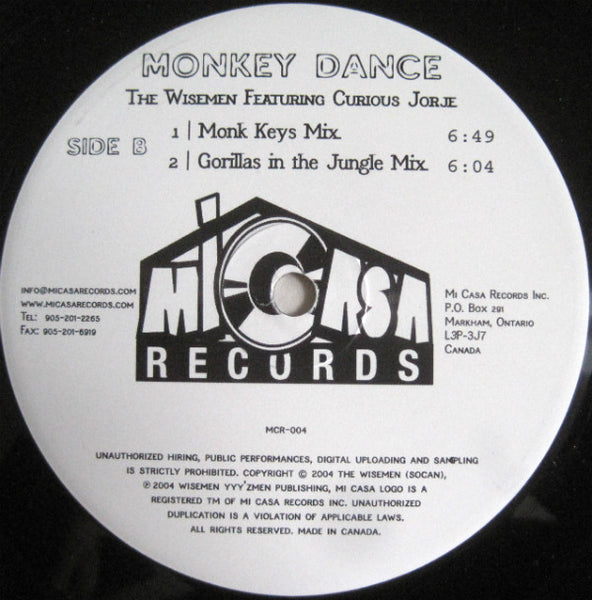 MONKEY DANCE
THE WISEMEN FEATURING CURIOUS JORJE
SIDE B
1 | Monk Keys Mix 6:49
2 | Gorillas in the Jungle Mix 6:04
MI CASA
RECORDS
INFO@MICASARECORDS.COM
WWW.MICASARECORDS.COM
TEL: 905-201-2265
FAX: 905-201-6919
MI CASA RECORDS INC.
P.O. BOX 291
MARKHAM, ONTARIO
L3P-3J7
CANADA
MCR-004
UNAUTHORIZED HIRING, PUBLIC PERFORMANCES, DIGITAL UPLOADING AND SAMPLING
IS STRICTLY PROHIBITED. COPYRIGHT © 2004 THE WISEMEN (SOCAN),
℗ 2004 WISEMEN YYY'ZMEN PUBLISHING, MI CASA LOGO IS A
REGISTERED TM OF MI CASA RECORDS INC. UNAUTHORIZED
DUPLICATION IS A VIOLATION OF APPLICABLE LAWS.
ALL RIGHTS RESERVED. MADE IN CANADA.